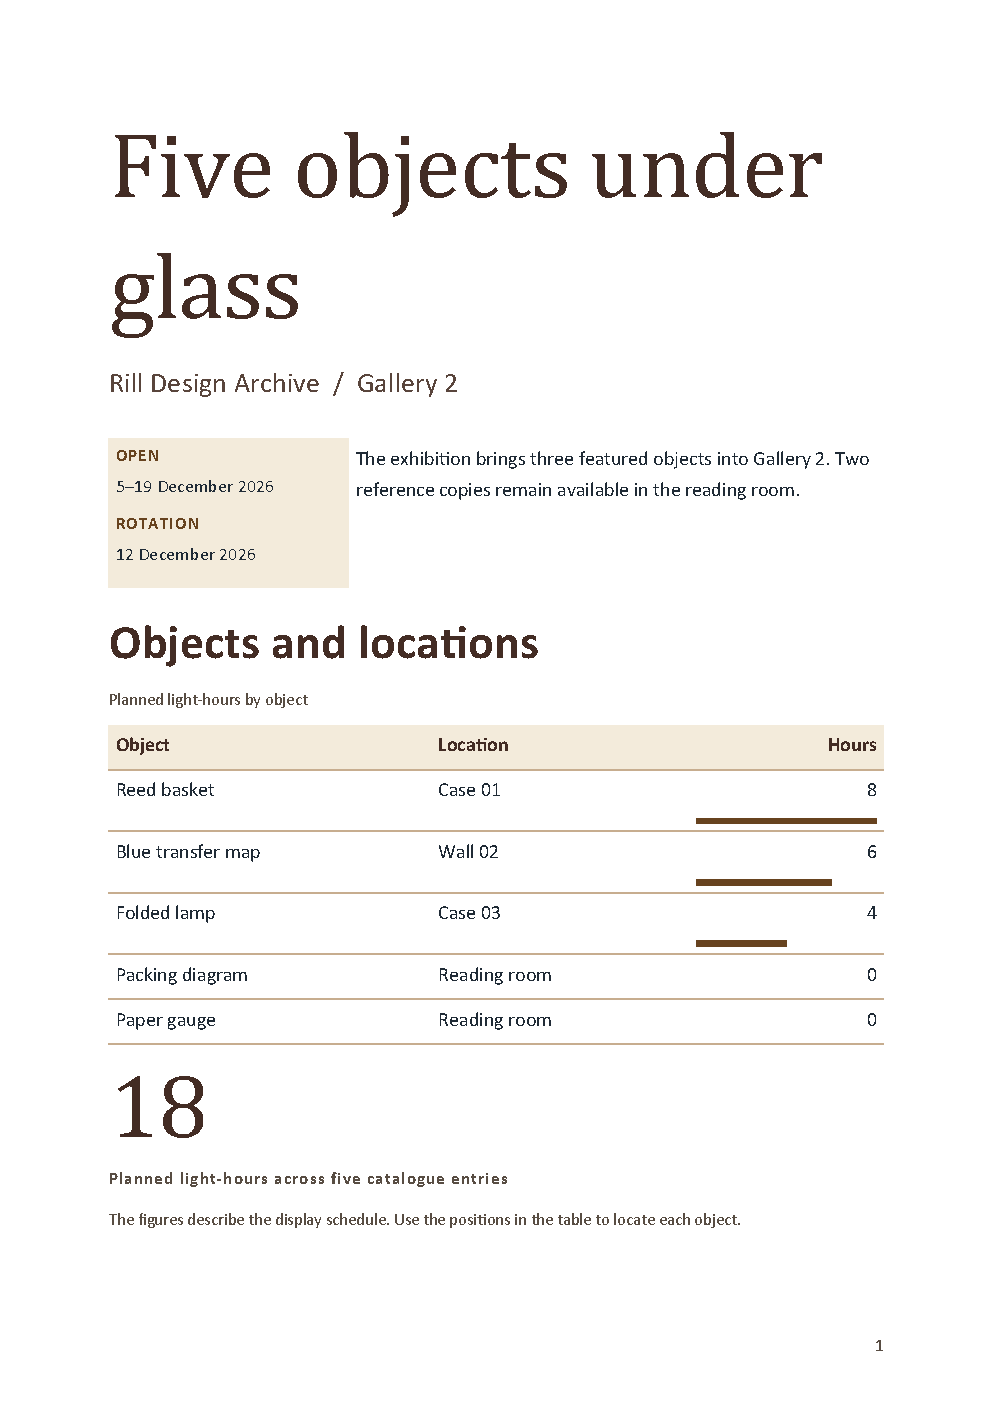 Five objects under
glass
Rill Design Archive / Gallery 2
OPEN
5–19 December 2026
ROTATION
12 December 2026
The exhibition brings three featured objects into Gallery 2. Two
reference copies remain available in the reading room.
Objects and locations
Planned light-hours by object
Object Location Hours
Reed basket Case 01 8
Blue transfer map Wall 02 6
Folded lamp Case 03 4
Packing diagram Reading room 0
Paper gauge Reading room 0
18
Planned light-hours across five catalogue entries
The figures describe the display schedule. Use the positions in the table to locate each object.
1